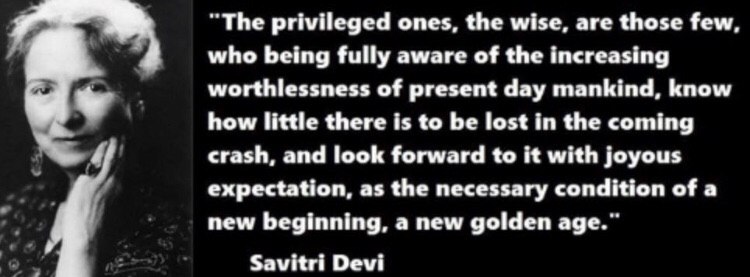 "The privileged ones, the wise, are those few,
who being fully aware of the increasing
worthlessness of present day mankind, know
how little there is to be lost in the coming
crash, and look forward to it with joyous
expectation, as the necessary condition of a
new beginning, a new golden age."
Savitri Devi